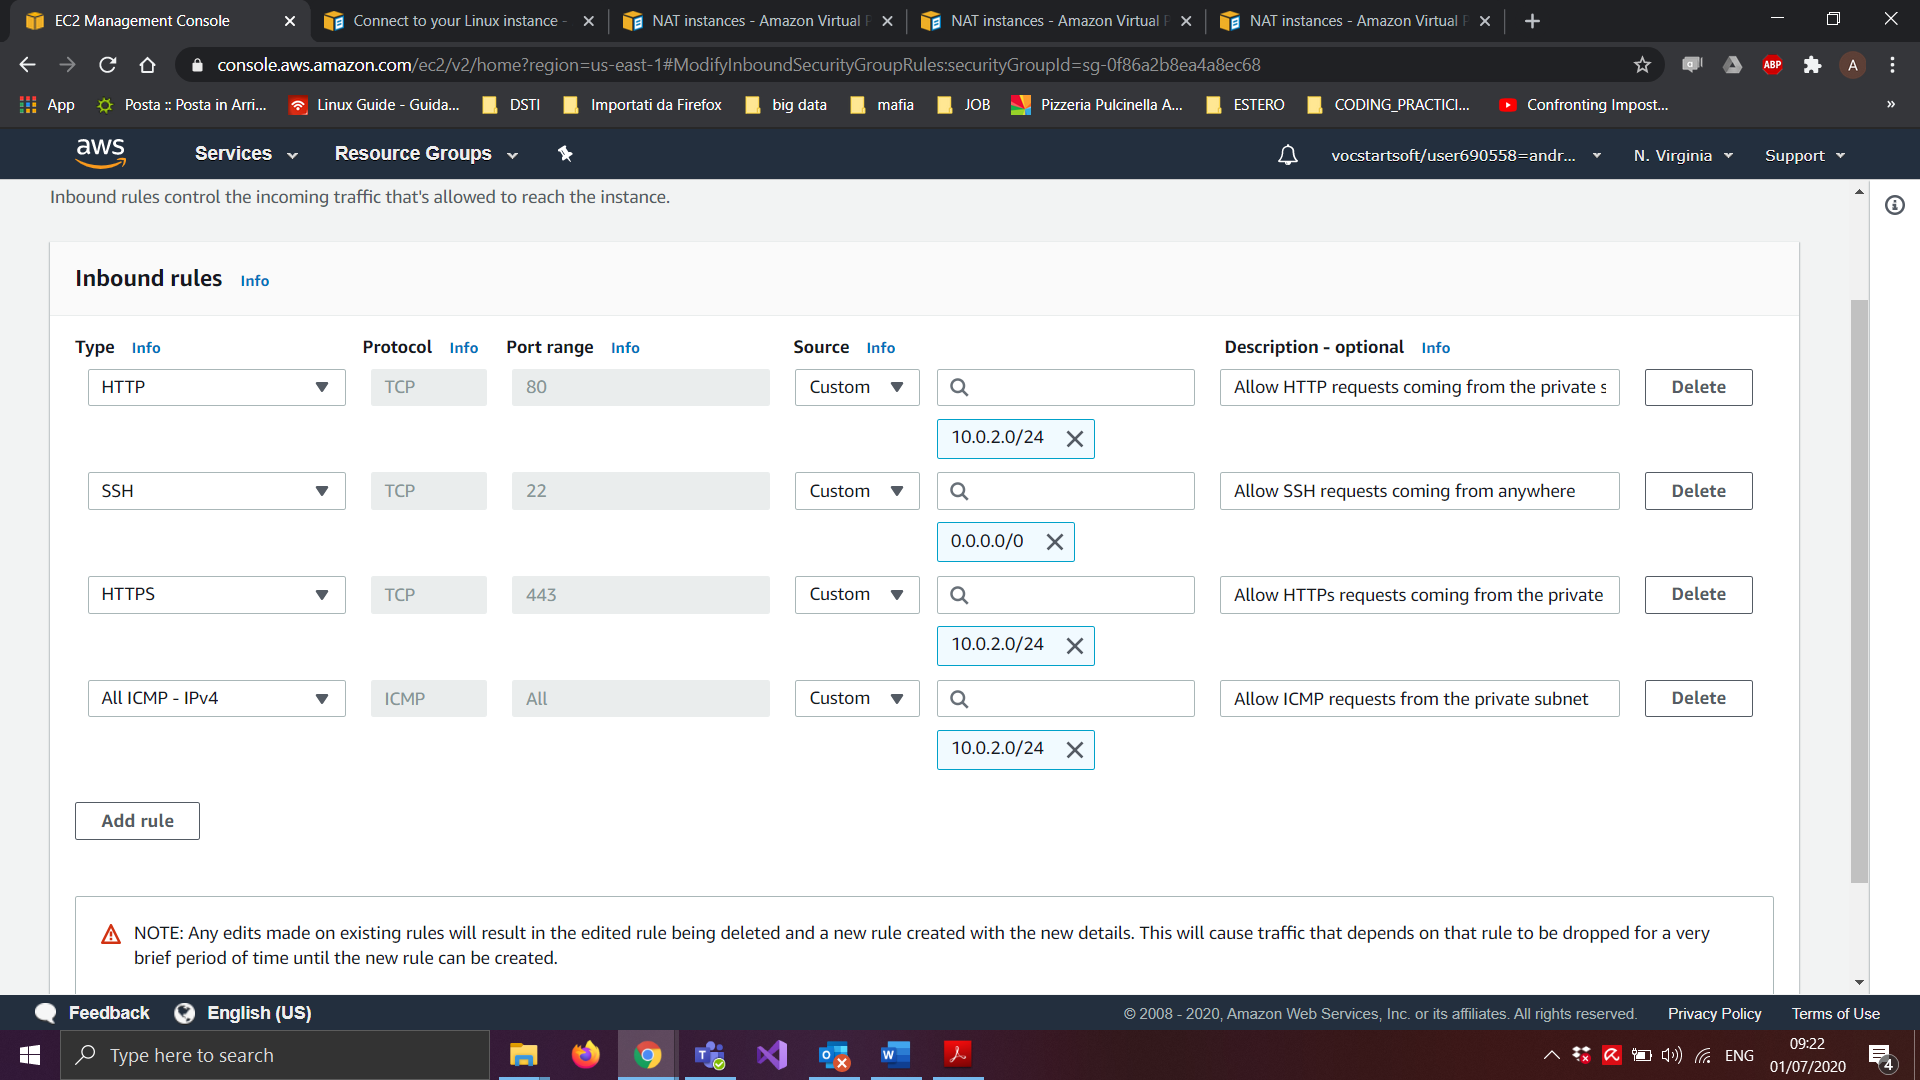 EC2 Management Console
Connect to your Linux instance -
NAT instances - Amazon Virtual P
NAT instances - Amazon Virtual P
NAT instances - Amazon Virtual P
console.aws.amazon.com/ec2/v2/home?region=us-east-1#ModifyInboundSecurityGroupRules:securityGroupId=sg-0f86a2b8ea4a8ec68
ABP
A
App
Posta :: Posta in Arri...
Linux Guide - Guida...
DSTI
Importati da Firefox
big data
mafia
JOB
Pizzeria Pulcinella A...
ESTERO
CODING_PRACTICI...
Confronting Impost...
»
aws
Services
Resource Groups
vocstartsoft/user690558=andr...
N. Virginia
Support
Inbound rules control the incoming traffic that's allowed to reach the instance.
Inbound rules Info
Type Info
Protocol Info
Port range Info
Source Info
Description - optional Info
HTTP
TCP
80
Custom
Allow HTTP requests coming from the private s
Delete
10.0.2.0/24
SSH
TCP
22
Custom
Allow SSH requests coming from anywhere
Delete
0.0.0.0/0
HTTPS
TCP
443
Custom
Allow HTTPs requests coming from the private
Delete
10.0.2.0/24
All ICMP - IPv4
ICMP
All
Custom
Allow ICMP requests from the private subnet
Delete
10.0.2.0/24
Add rule
NOTE: Any edits made on existing rules will result in the edited rule being deleted and a new rule created with the new details. This will cause traffic that depends on that rule to be dropped for a very
brief period of time until the new rule can be created.
Feedback
English (US)
© 2008 - 2020, Amazon Web Services, Inc. or its affiliates. All rights reserved.
Privacy Policy
Terms of Use
Type here to search
ENG
09:22
01/07/2020
4